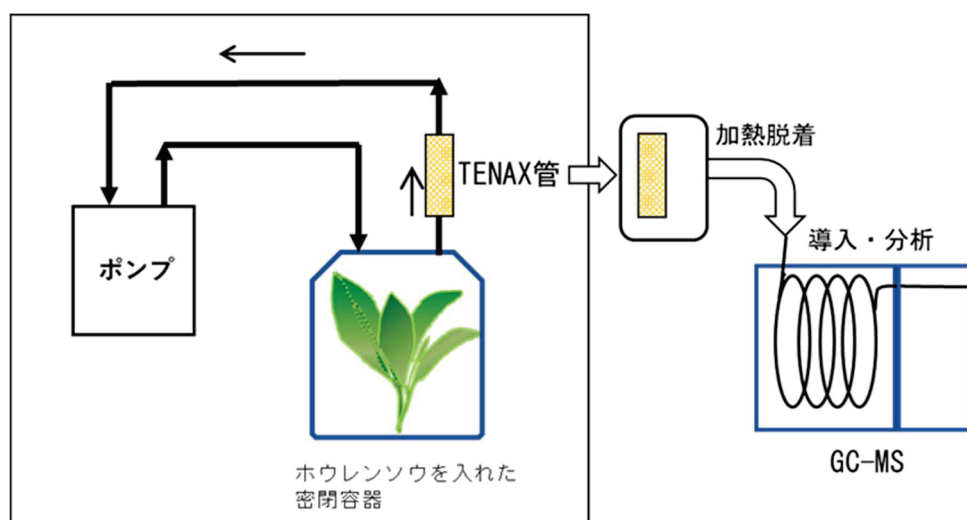 ポンプ
TENAX管
加熱脱着
導入・分析
GC-MS
ホウレンソウを入れた
密閉容器